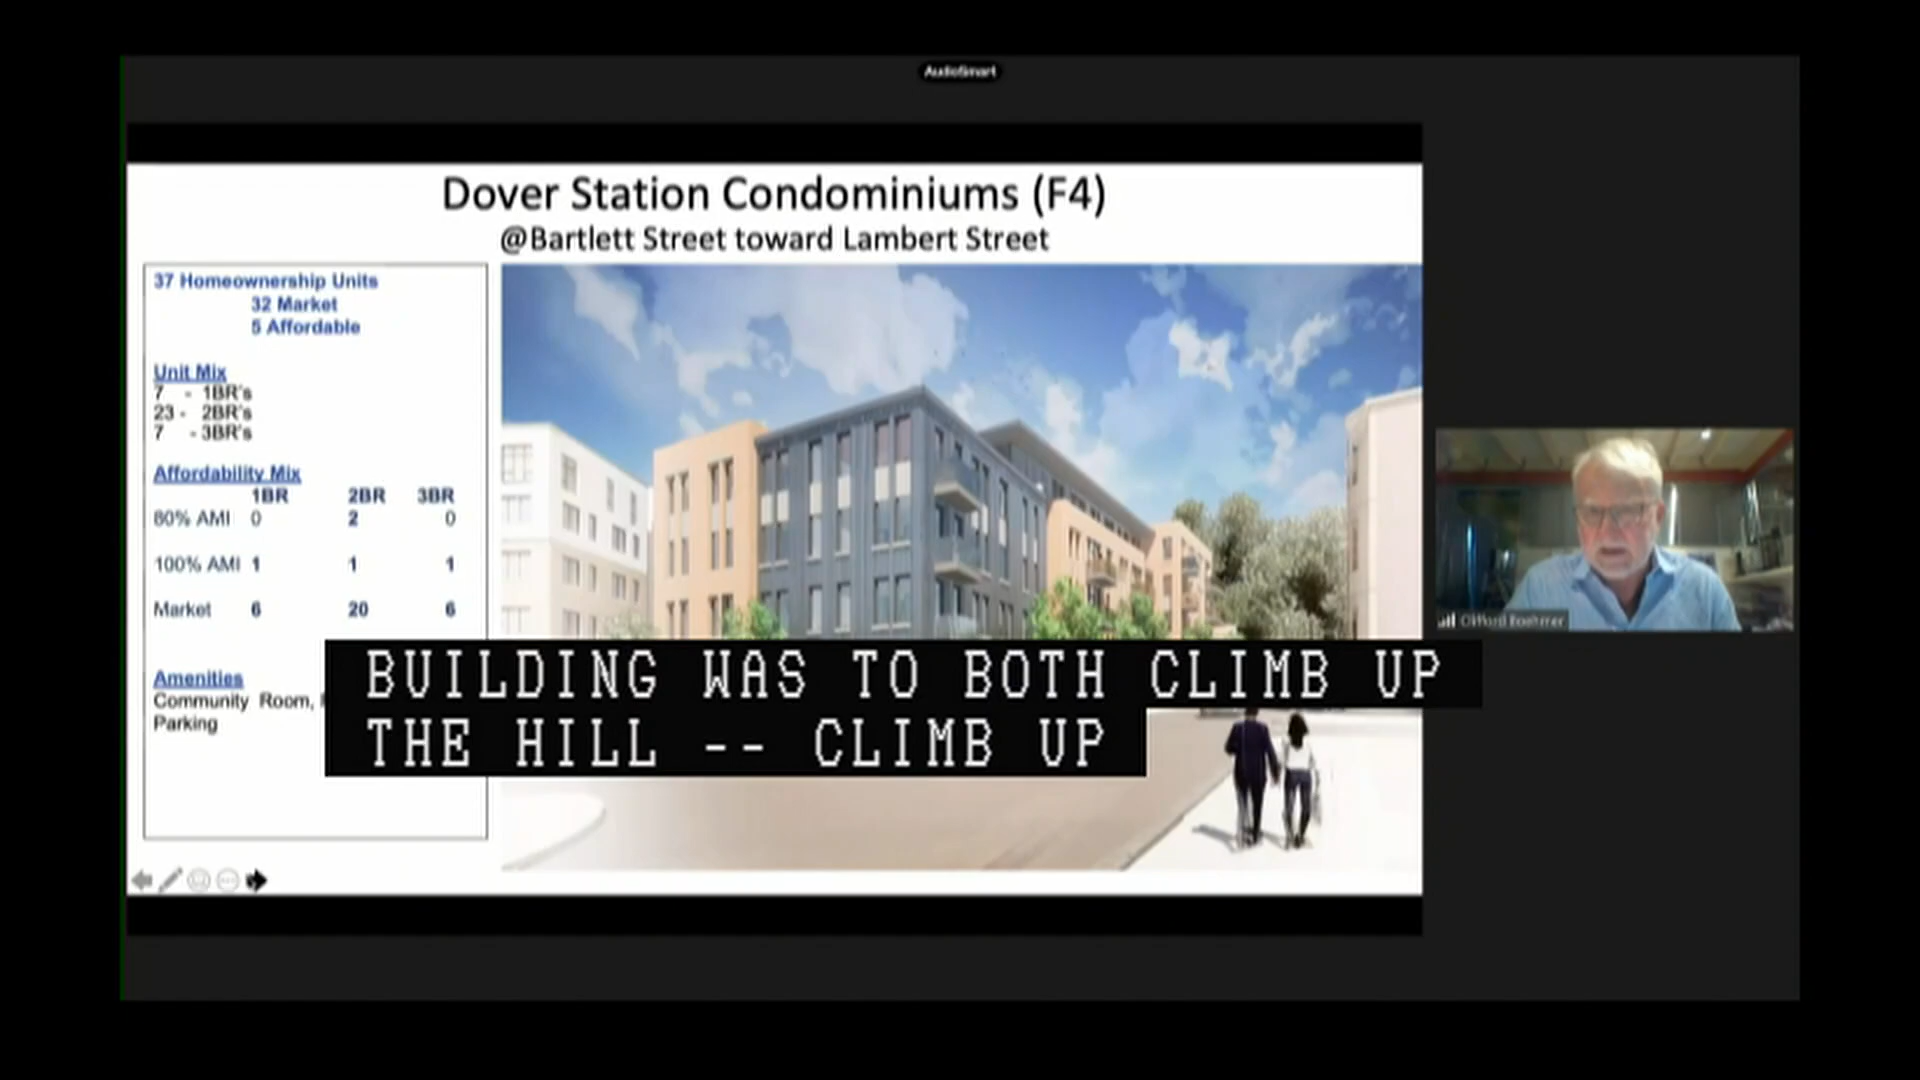 AudioSmart
Dover Station Condominiums (F4)
@Bartlett Street toward Lambert Street
37 Homeownership Units
32 Market
5 Affordable
Unit Mix
7 - 1BR's
23 - 2BR's
7 - 3BR's
Affordability Mix
1BR 2BR 3BR
80% AMI 0 2 0
100% AMI 1 1 1
Market 6 20 6
Amenities
Community Room,
Parking
BUILDING WAS TO BOTH CLIMB UP
THE HILL -- CLIMB UP
Clifford Boehmer